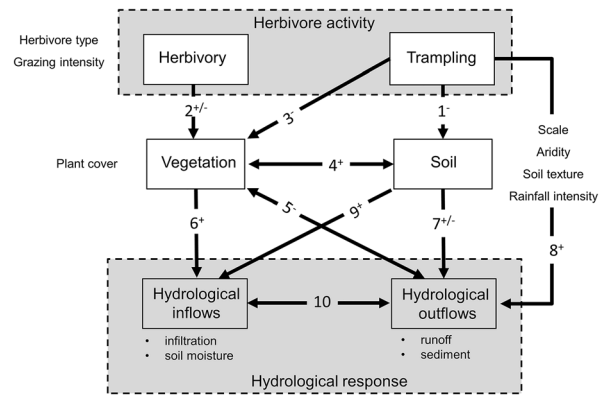 Herbivore activity
Herbivore type
Grazing intensity
Herbivory
Trampling
2+/-
3-
1-
Scale
Aridity
Soil texture
Rainfall intensity
Plant cover
Vegetation
4+
Soil
6+
5-
9+
7+/-
8+
Hydrological
inflows
10
Hydrological
outflows
• infiltration
• soil moisture
• runoff
• sediment
Hydrological response